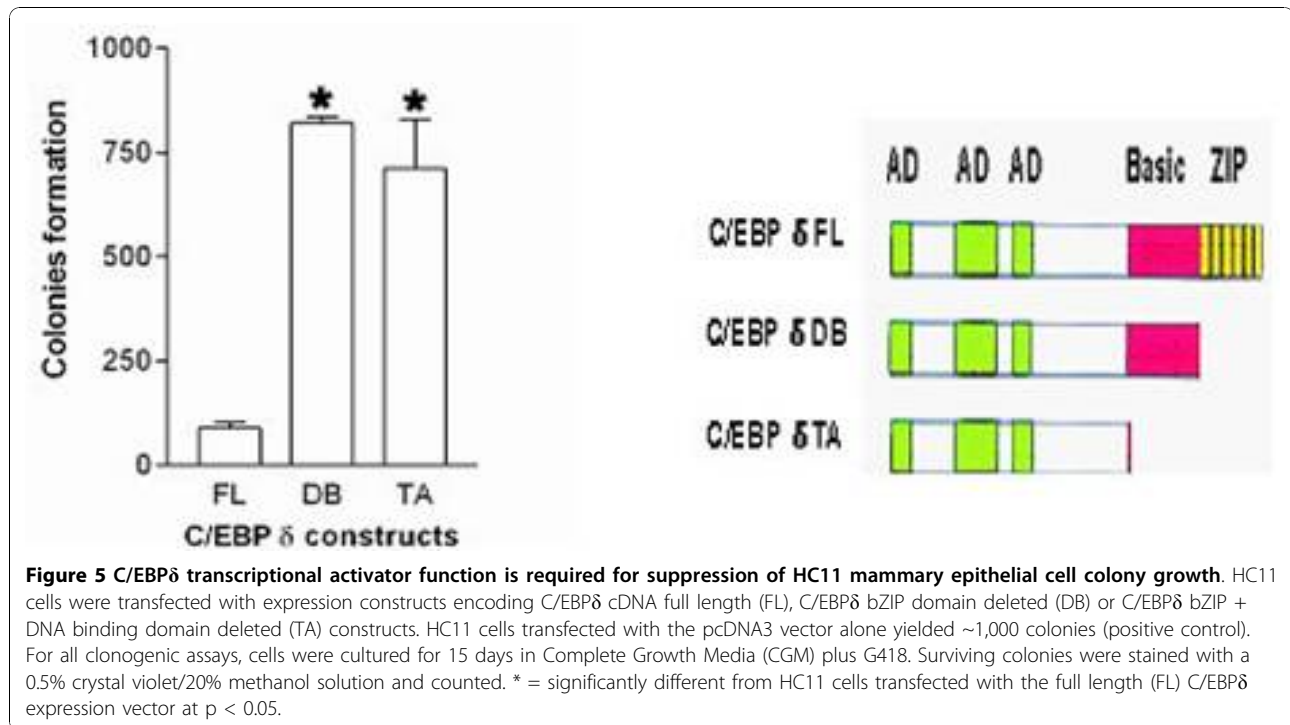 1000
750
500
250
0
Colonies formation
* *
FL DB TA
C/EBP δ constructs
AD AD AD Basic ZIP
C/EBP δ FL
C/EBP δ DB
C/EBP δ TA
Figure 5 C/EBPδ transcriptional activator function is required for suppression of HC11 mammary epithelial cell colony growth. HC11
cells were transfected with expression constructs encoding C/EBPδ cDNA full length (FL), C/EBPδ bZIP domain deleted (DB) or C/EBPδ bZIP +
DNA binding domain deleted (TA) constructs. HC11 cells transfected with the pcDNA3 vector alone yielded ~1,000 colonies (positive control).
For all clonogenic assays, cells were cultured for 15 days in Complete Growth Media (CGM) plus G418. Surviving colonies were stained with a
0.5% crystal violet/20% methanol solution and counted. * = significantly different from HC11 cells transfected with the full length (FL) C/EBPδ
expression vector at p < 0.05.